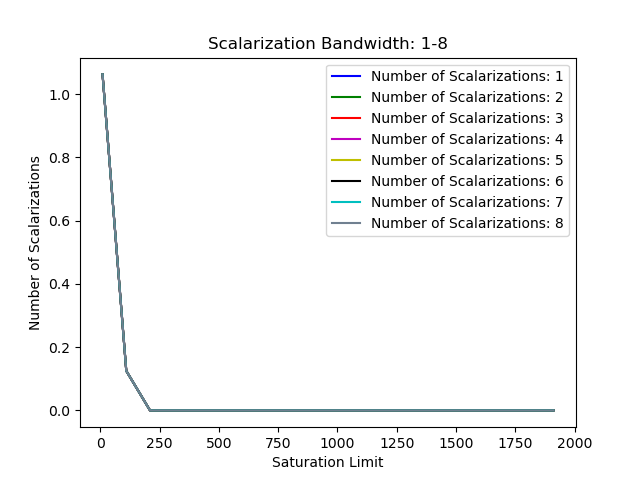 Scalarization Bandwidth: 1-8
Number of Scalarizations: 1
Number of Scalarizations: 2
Number of Scalarizations: 3
Number of Scalarizations: 4
Number of Scalarizations: 5
Number of Scalarizations: 6
Number of Scalarizations: 7
Number of Scalarizations: 8
Number of Scalarizations
1.0
0.8
0.6
0.4
0.2
0.0
0 250 500 750 1000 1250 1500 1750 2000
Saturation Limit